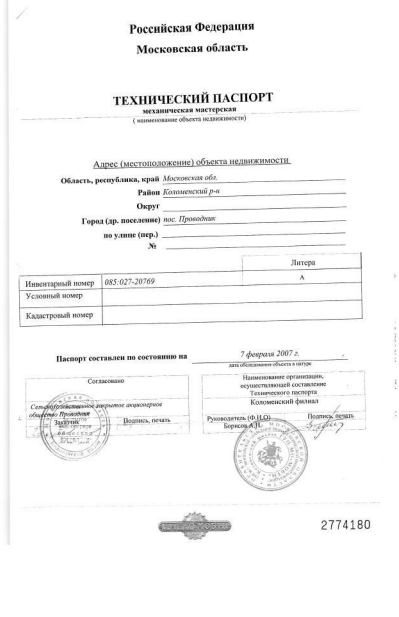 Российская Федерация
Московская область
ТЕХНИЧЕСКИЙ ПАСПОРТ
механическая мастерская
( наименование объекта недвижимости)
Адрес (местоположение) объекта недвижимости
Область, республика, край Московская обл.
Район Коломенский р-н
Округ
Город (др. поселение) пос. Проводник
по улице (пер.)
№
Литера
Инвентарный номер 085:027-20769 А
Условный номер
Кадастровый номер
Паспорт составлен по состоянию на 7 февраля 2007 г.
дата обследования объекта в натуре
Согласовано
Наименование организации,
осуществляющей составление
Технического паспорта
Коломенский филиал
Сельскохозяйственное закрытое акционерное
общество Проводник
Заказчик Подпись, печать
Руководитель (Ф.И.О) Подпись, печать
Борисов А.Н.
2774180